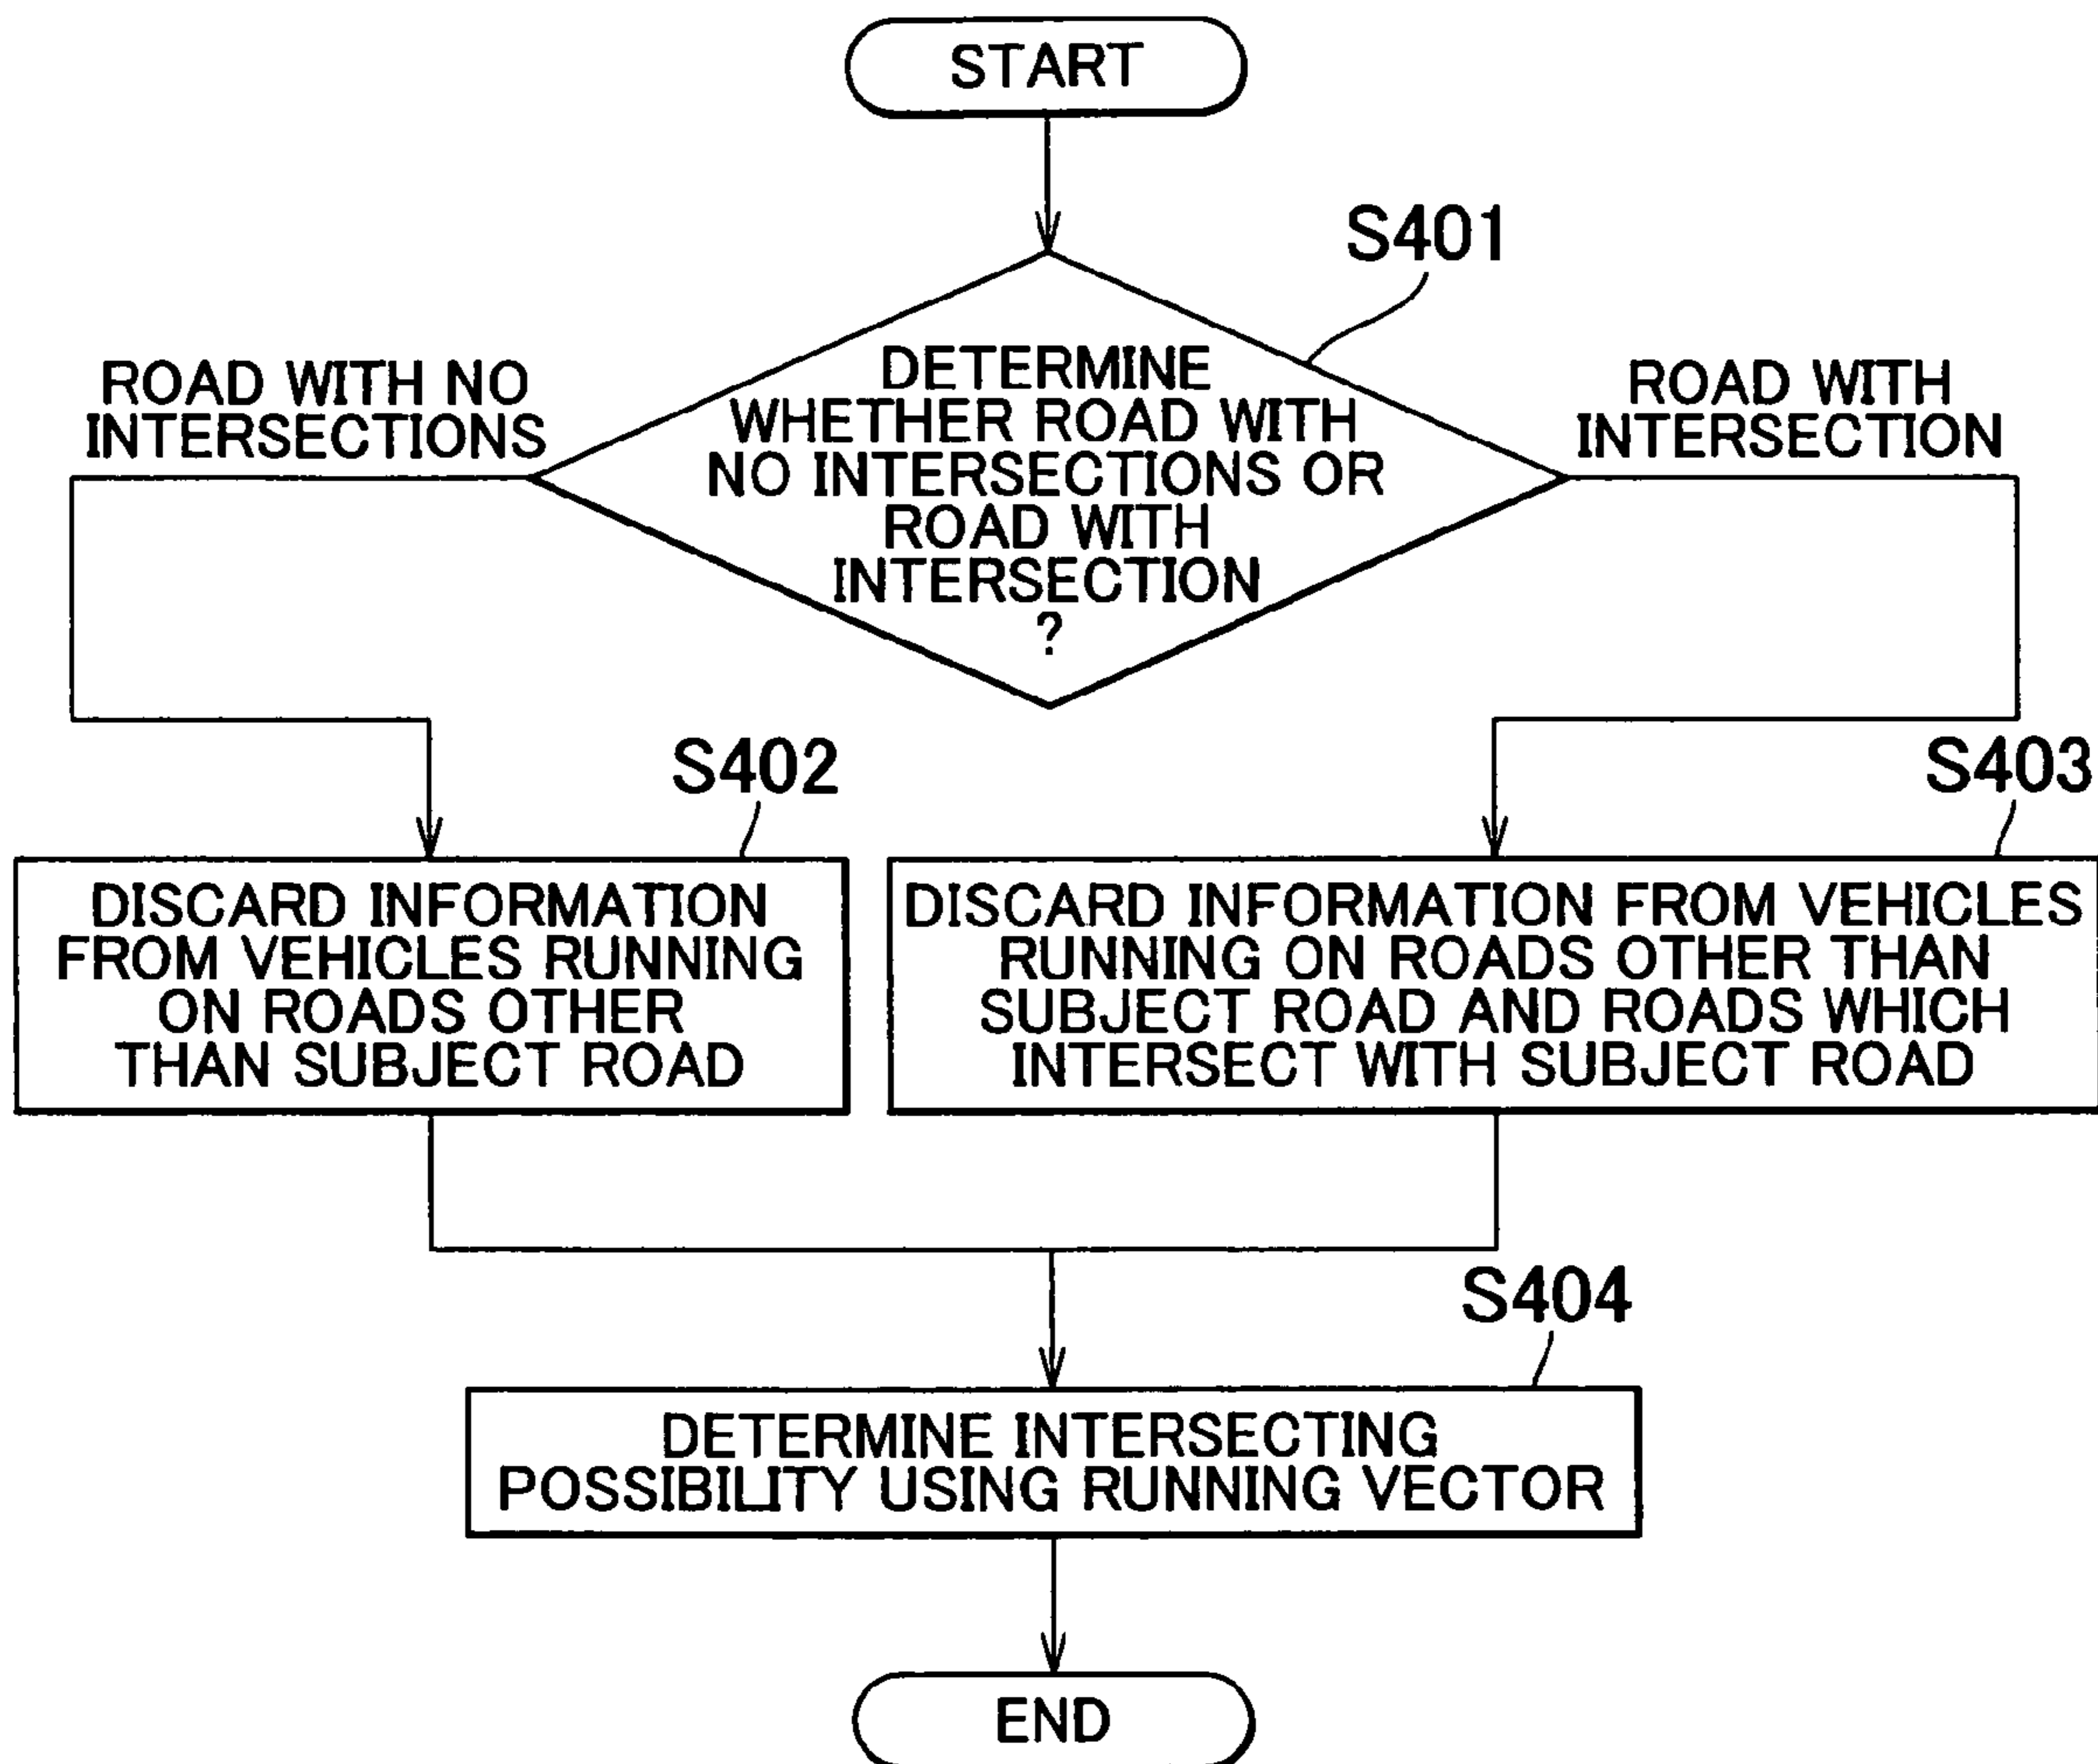 START
S401
DETERMINE
WHETHER ROAD WITH
NO INTERSECTIONS OR
ROAD WITH
INTERSECTION
?
ROAD WITH NO
INTERSECTIONS
ROAD WITH
INTERSECTION
S402
DISCARD INFORMATION
FROM VEHICLES RUNNING
ON ROADS OTHER
THAN SUBJECT ROAD
S403
DISCARD INFORMATION FROM VEHICLES
RUNNING ON ROADS OTHER THAN
SUBJECT ROAD AND ROADS WHICH
INTERSECT WITH SUBJECT ROAD
S404
DETERMINE INTERSECTING
POSSIBILITY USING RUNNING VECTOR
END